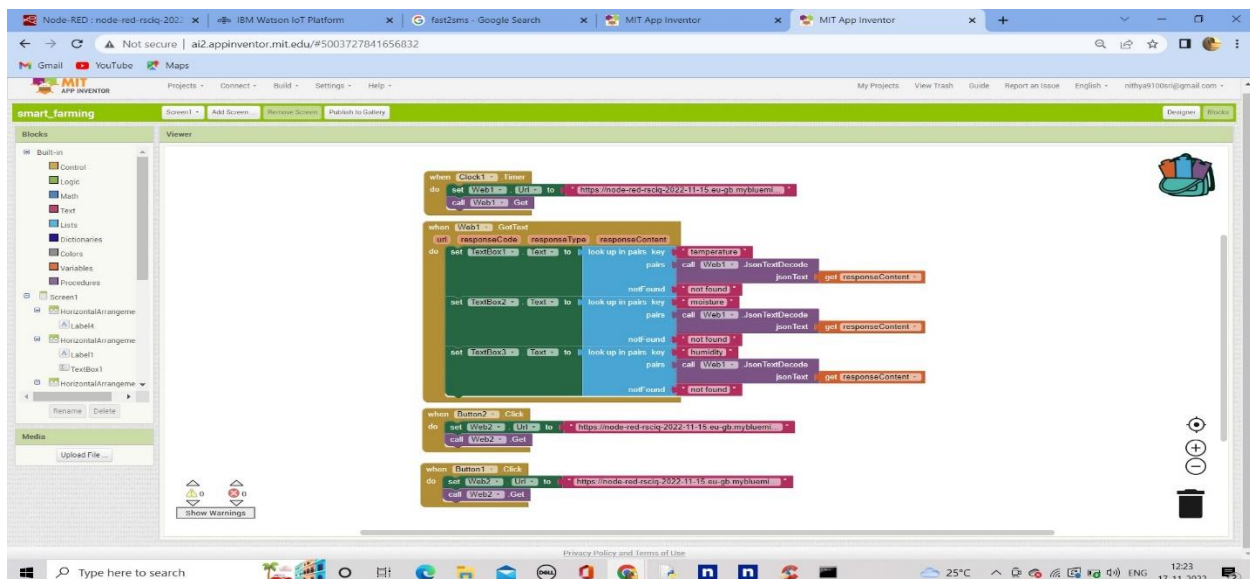 Node-RED : node-red-rsciq-202
IBM Watson IoT Platform
fast2sms - Google Search
MIT App Inventor
MIT App Inventor
Not secure | ai2.appinventor.mit.edu/#5003727841656832
Gmail YouTube Maps
MIT
APP INVENTOR
Projects Connect Build Settings Help
My Projects View Trash Guide Report an Issue English nithya9100sri@gmail.com
smart_farming
Screen1 Add Screen... Remove Screen Publish to Gallery
Designer Blocks
Blocks
Viewer
Built-in
Control
Logic
Math
Text
Lists
Dictionaries
Colors
Variables
Procedures
Screen1
HorizontalArrangeme
Label4
HorizontalArrangeme
Label1
TextBox1
HorizontalArrangeme
Rename Delete
Media
Upload File ...
when Clock1 .Timer
do set Web1 . Url to " https://node-red-rsciq-2022-11-15.eu-gb.mybluemi... "
call Web1 .Get
when Web1 .GotText
url responseCode responseType responseContent
do set TextBox1 . Text to look up in pairs key " temperature "
pairs call Web1 .JsonTextDecode
jsonText get responseContent
notFound " not found "
set TextBox2 . Text to look up in pairs key " moisture "
pairs call Web1 .JsonTextDecode
jsonText get responseContent
notFound " not found "
set TextBox3 . Text to look up in pairs key " humidity "
pairs call Web1 .JsonTextDecode
jsonText get responseContent
notFound " not found "
when Button2 .Click
do set Web2 . Url to " https://node-red-rsciq-2022-11-15.eu-gb.mybluemi... "
call Web2 .Get
when Button1 .Click
do set Web2 . Url to " https://node-red-rsciq-2022-11-15.eu-gb.mybluemi... "
call Web2 .Get
0 0
Show Warnings
Privacy Policy and Terms of Use
Type here to search
DELL
n n
25°C
ENG
12:23
17-11-2022